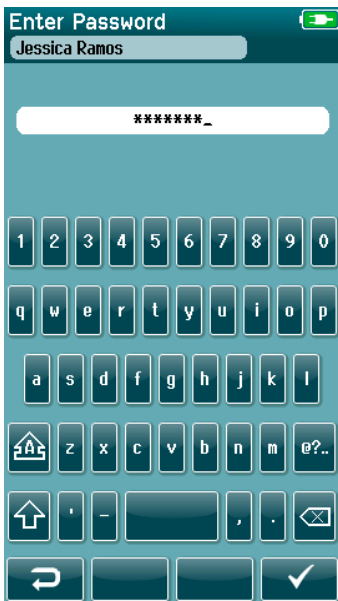 Enter Password
Jessica Ramos
*******_
1 2 3 4 5 6 7 8 9 0
q w e r t y u i o p
a s d f g h j k l
A z x c v b n m @?..
' - , .